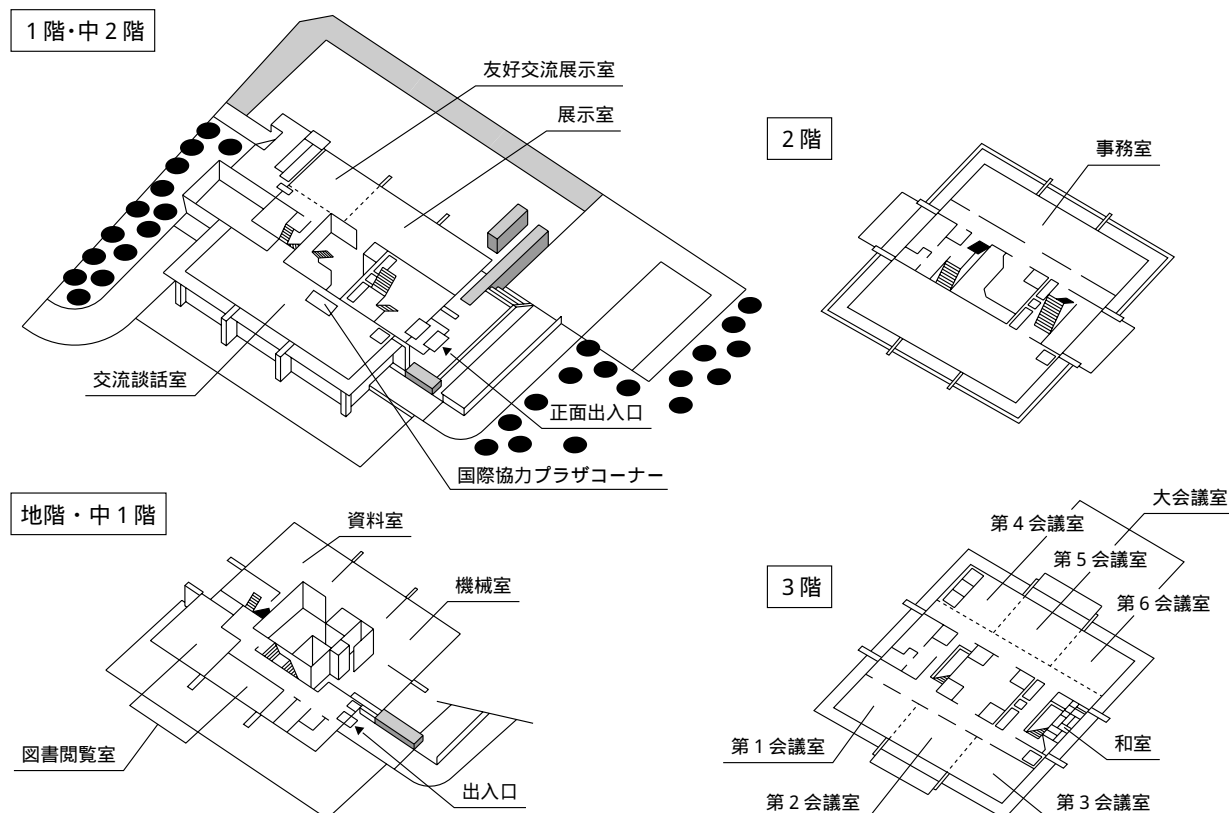 1階・中2階
友好交流展示室
展示室
交流談話室
正面出入口
国際協力プラザコーナー
2階
事務室
地階・中1階
資料室
機械室
図書閲覧室
出入口
3階
大会議室
第4会議室
第5会議室
第6会議室
第1会議室
和室
第2会議室
第3会議室